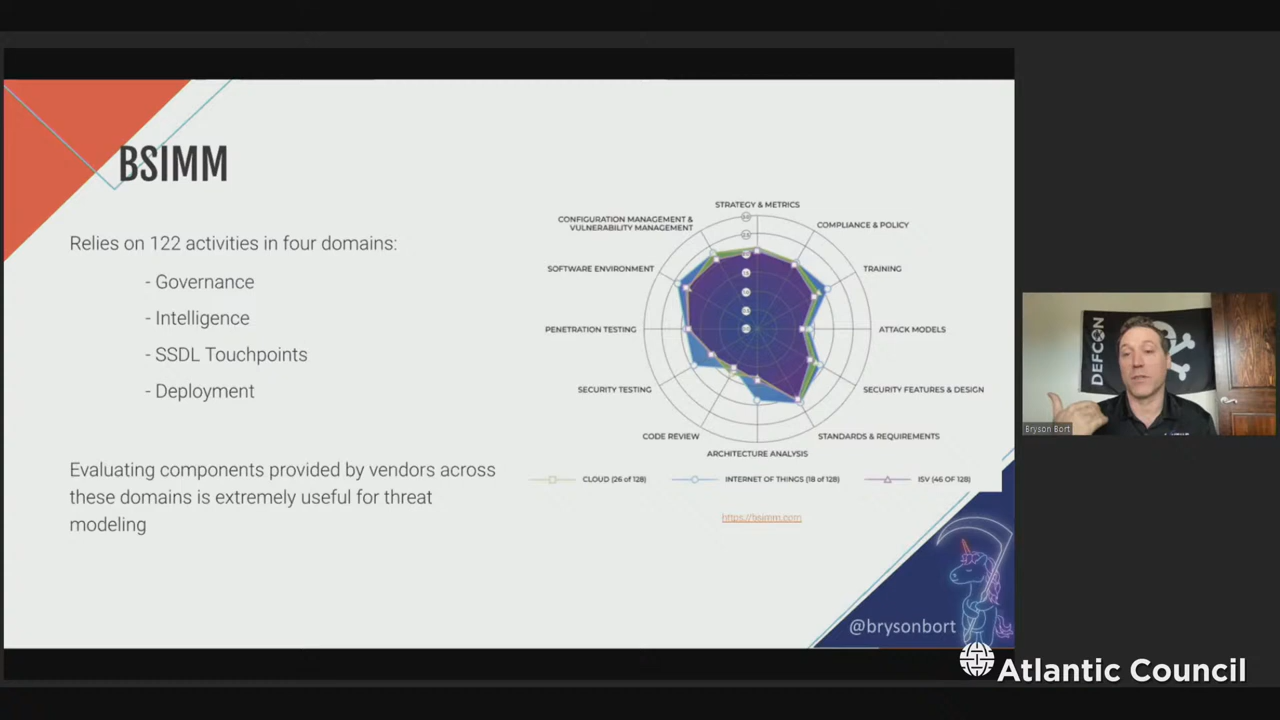 BSIMM
Relies on 122 activities in four domains:
- Governance
- Intelligence
- SSDL Touchpoints
- Deployment
Evaluating components provided by vendors across
these domains is extremely useful for threat
modeling
STRATEGY & METRICS
CONFIGURATION MANAGEMENT &
VULNERABILITY MANAGEMENT
COMPLIANCE & POLICY
SOFTWARE ENVIRONMENT
TRAINING
PENETRATION TESTING
ATTACK MODELS
SECURITY TESTING
SECURITY FEATURES & DESIGN
CODE REVIEW
STANDARDS & REQUIREMENTS
ARCHITECTURE ANALYSIS
CLOUD (26 of 128)
INTERNET OF THINGS (18 of 128)
ISV (46 OF 128)
https://bsimm.com
@brysonbort
DEFCON
Bryson Bort
Atlantic Council